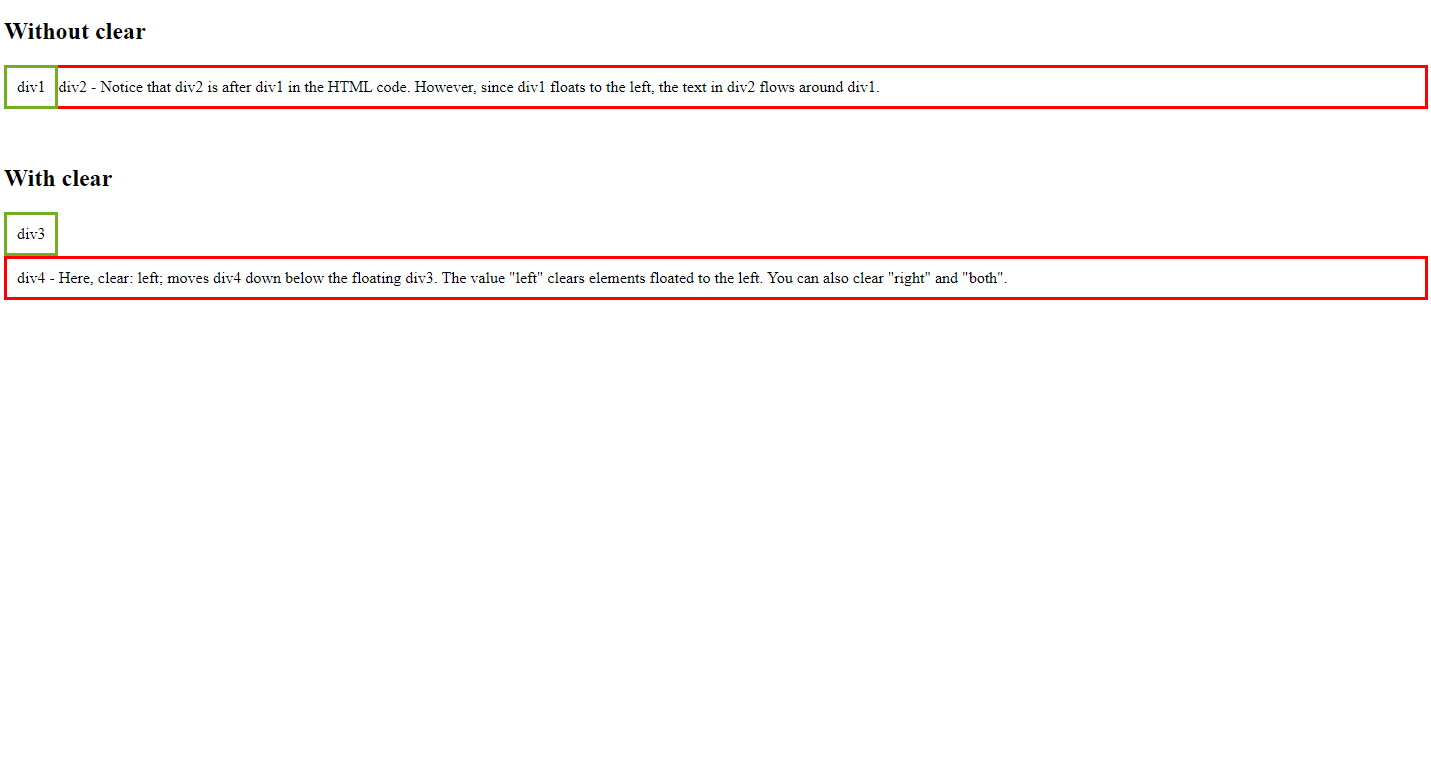 Without clear
div1 div2 - Notice that div2 is after div1 in the HTML code. However, since div1 floats to the left, the text in div2 flows around div1.
With clear
div3
div4 - Here, clear: left; moves div4 down below the floating div3. The value "left" clears elements floated to the left. You can also clear "right" and "both".